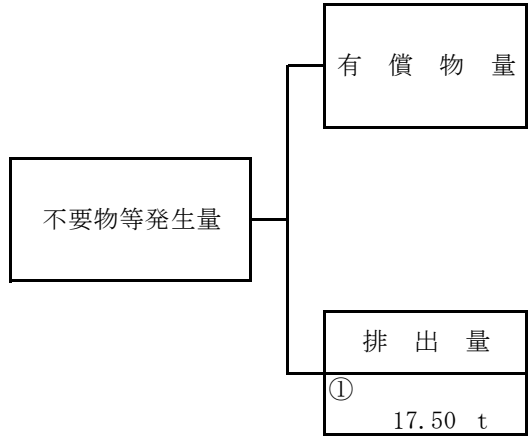 有償物量
不要物等発生量
排出量
①
17.50 t